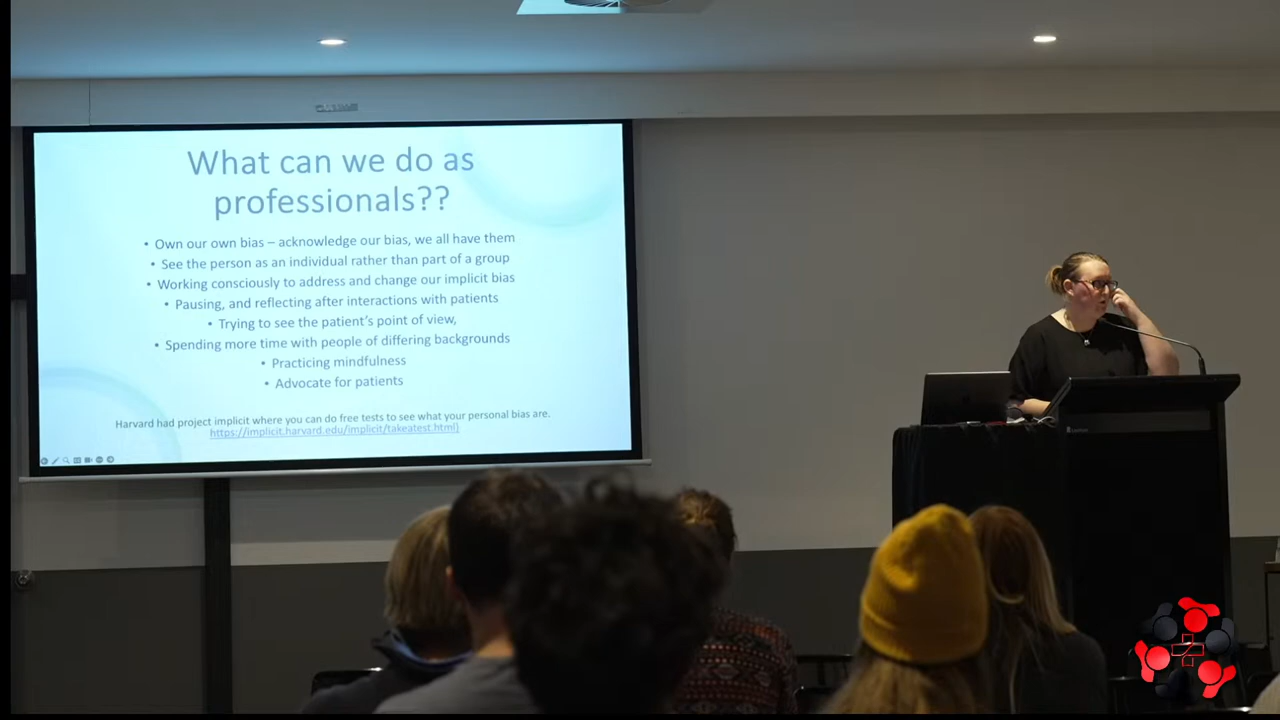 What can we do as
professionals??
• Own our own bias – acknowledge our bias, we all have them
• See the person as an individual rather than part of a group
• Working consciously to address and change our implicit bias
• Pausing, and reflecting after interactions with patients
• Trying to see the patient's point of view,
• Spending more time with people of differing backgrounds
• Practicing mindfulness
• Advocate for patients
Harvard had project implicit where you can do free tests to see what your personal bias are.
https://implicit.harvard.edu/implicit/takeatest.html)